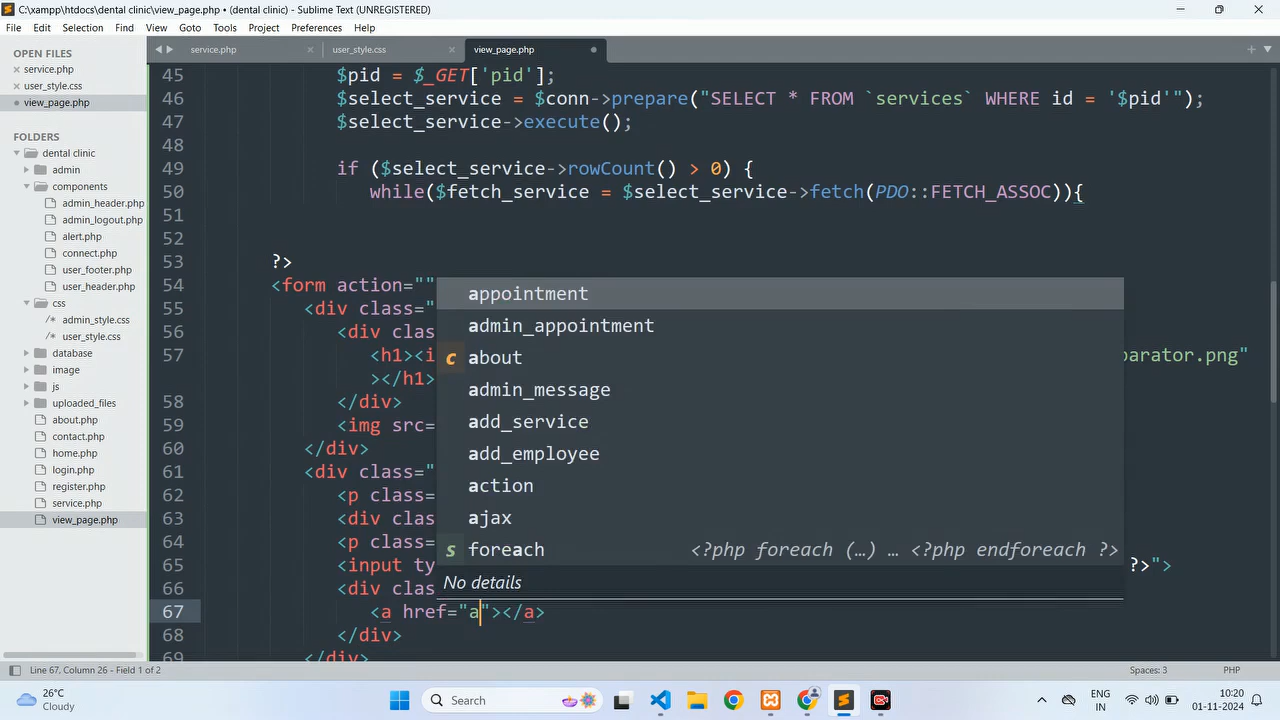 C:\xampp\htdocs\dental clinic\view_page.php • (dental clinic) - Sublime Text (UNREGISTERED)
File Edit Selection Find View Goto Tools Project Preferences Help
OPEN FILES
service.php
user_style.css
view_page.php
FOLDERS
dental clinic
admin
components
admin_header.php
admin_logout.php
alert.php
connect.php
user_footer.php
user_header.php
css
/* admin_style.css
/* user_style.css
database
image
js
uploaded_files
about.php
contact.php
home.php
login.php
register.php
service.php
view_page.php
service.php × user_style.css × view_page.php
45 $pid = $_GET['pid'];
46 $select_service = $conn->prepare("SELECT * FROM `services` WHERE id = '$pid'");
47 $select_service->execute();
48
49 if ($select_service->rowCount() > 0) {
50 while($fetch_service = $select_service->fetch(PDO::FETCH_ASSOC)){
51
52
53 ?>
54 <form action=""
55 <div class="
56 <div clas
57 <h1><i parator.png"
></h1>
58 </div>
59 <img src=
60 </div>
61 <div class="
62 <p class=
63 <div clas
64 <p class=
65 <input ty ?>">
66 <div clas
67 <a href="a"></a>
68 </div>
69 </div>
appointment
admin_appointment
c about
admin_message
add_service
add_employee
action
ajax
s foreach <?php foreach (…) … <?php endforeach ?>
No details
Line 67, Column 26 - Field 1 of 2 Spaces: 3 PHP
26°C
Cloudy
Search
ENG
IN
10:20
01-11-2024